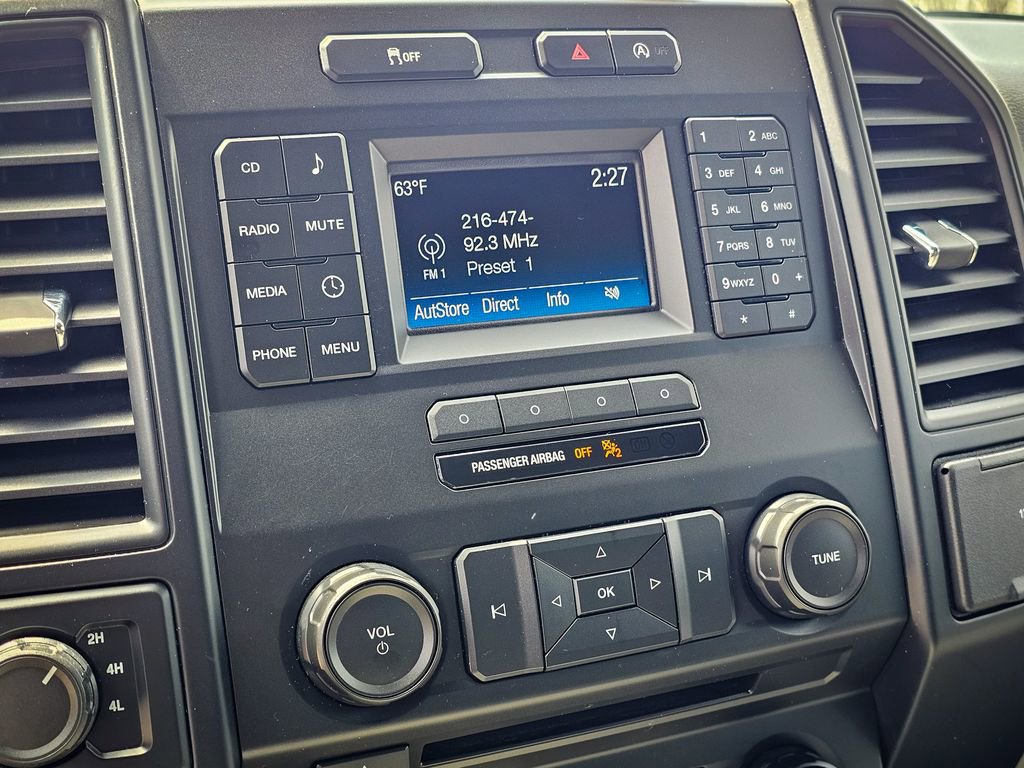 OFF
A OFF
CD
RADIO MUTE
MEDIA
PHONE MENU
63°F 2:27
216-474-
92.3 MHz
FM 1 Preset 1
AutStore Direct Info
1 2 ABC
3 DEF 4 GHI
5 JKL 6 MNO
7 PQRS 8 TUV
9 WXYZ 0 +
* #
PASSENGER AIRBAG OFF 2
VOL
OK
TUNE
2H
4H
4L